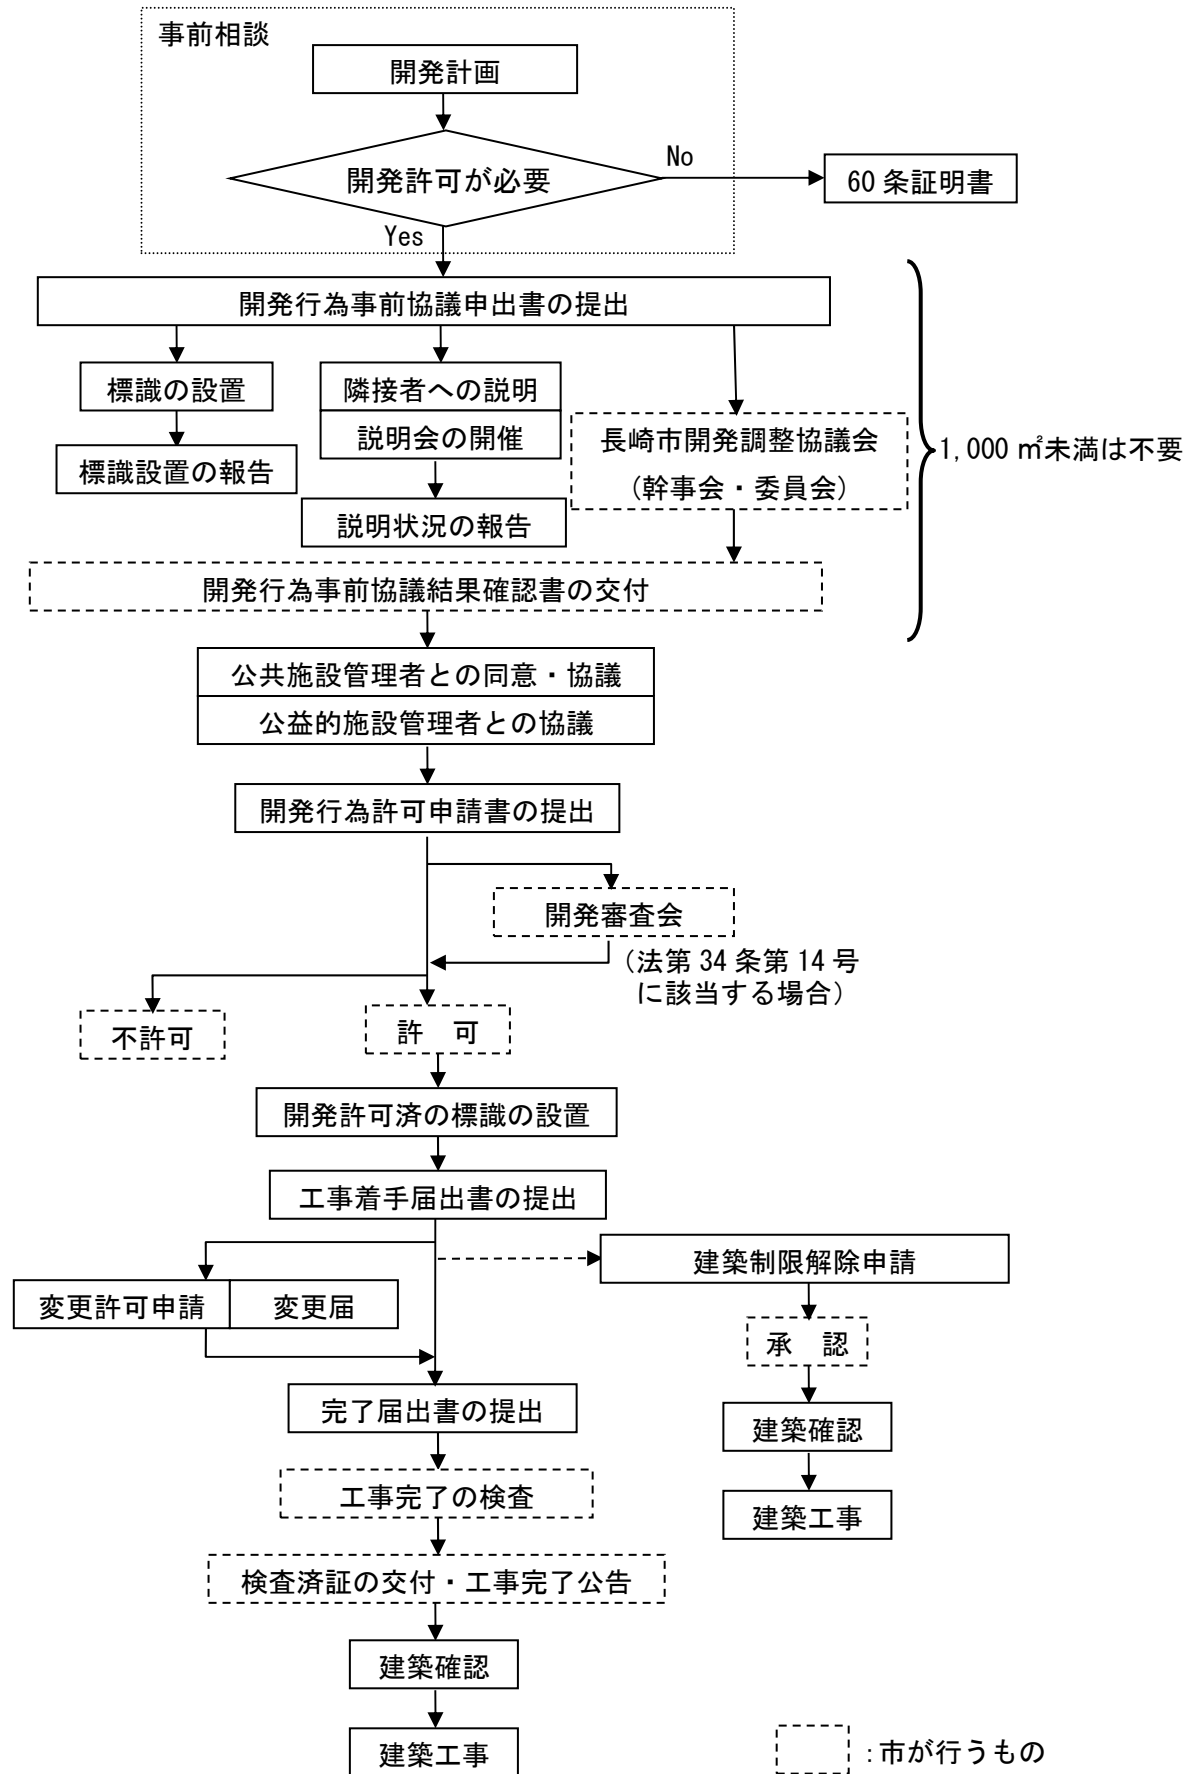 事前相談
開発計画
開発許可が必要
No
60 条証明書
Yes
開発行為事前協議申出書の提出
標識の設置
標識設置の報告
隣接者への説明
説明会の開催
説明状況の報告
長崎市開発調整協議会
（幹事会・委員会）
1,000 ㎡未満は不要
開発行為事前協議結果確認書の交付
公共施設管理者との同意・協議
公益的施設管理者との協議
開発行為許可申請書の提出
開発審査会
（法第 34 条第 14 号
に該当する場合）
不許可
許　可
開発許可済の標識の設置
工事着手届出書の提出
変更許可申請
変更届
建築制限解除申請
承　認
建築確認
建築工事
完了届出書の提出
工事完了の検査
検査済証の交付・工事完了公告
建築確認
建築工事
：市が行うもの